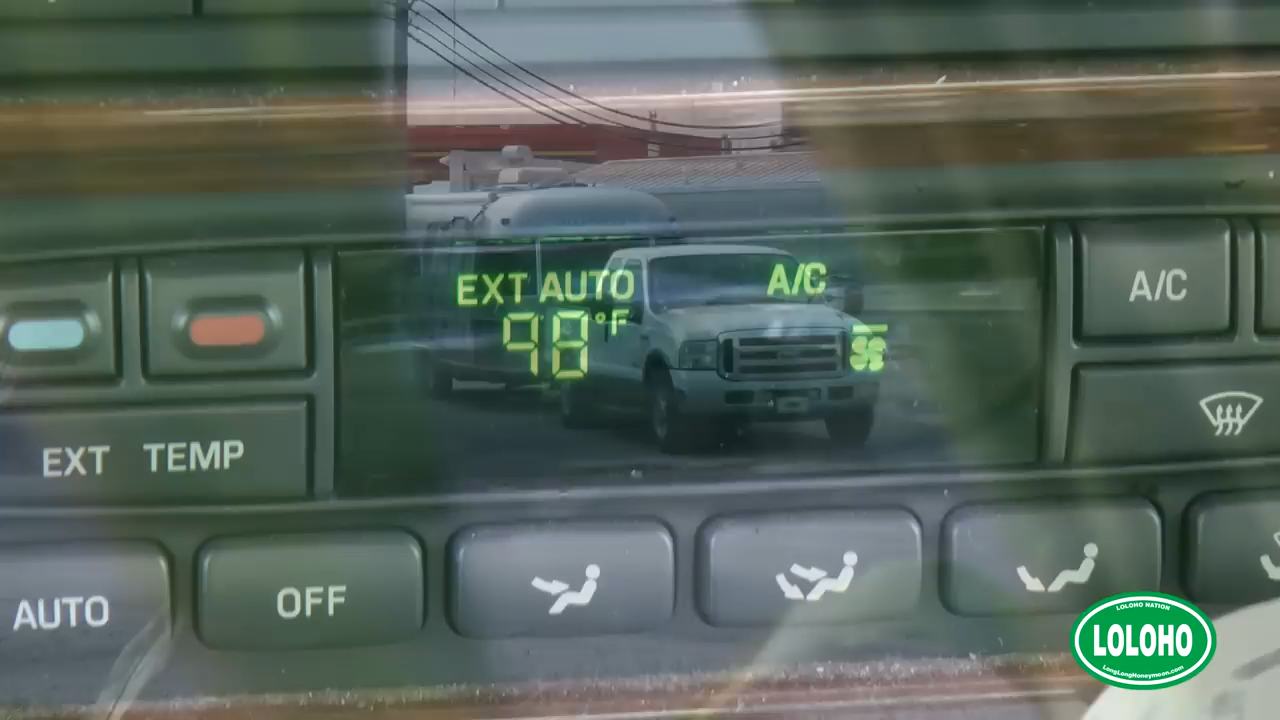 EXT AUTO A/C
98°F
A/C
EXT TEMP
AUTO
OFF
LOLOHO NATION
LOLOHO
LongLongHoneymoon.com